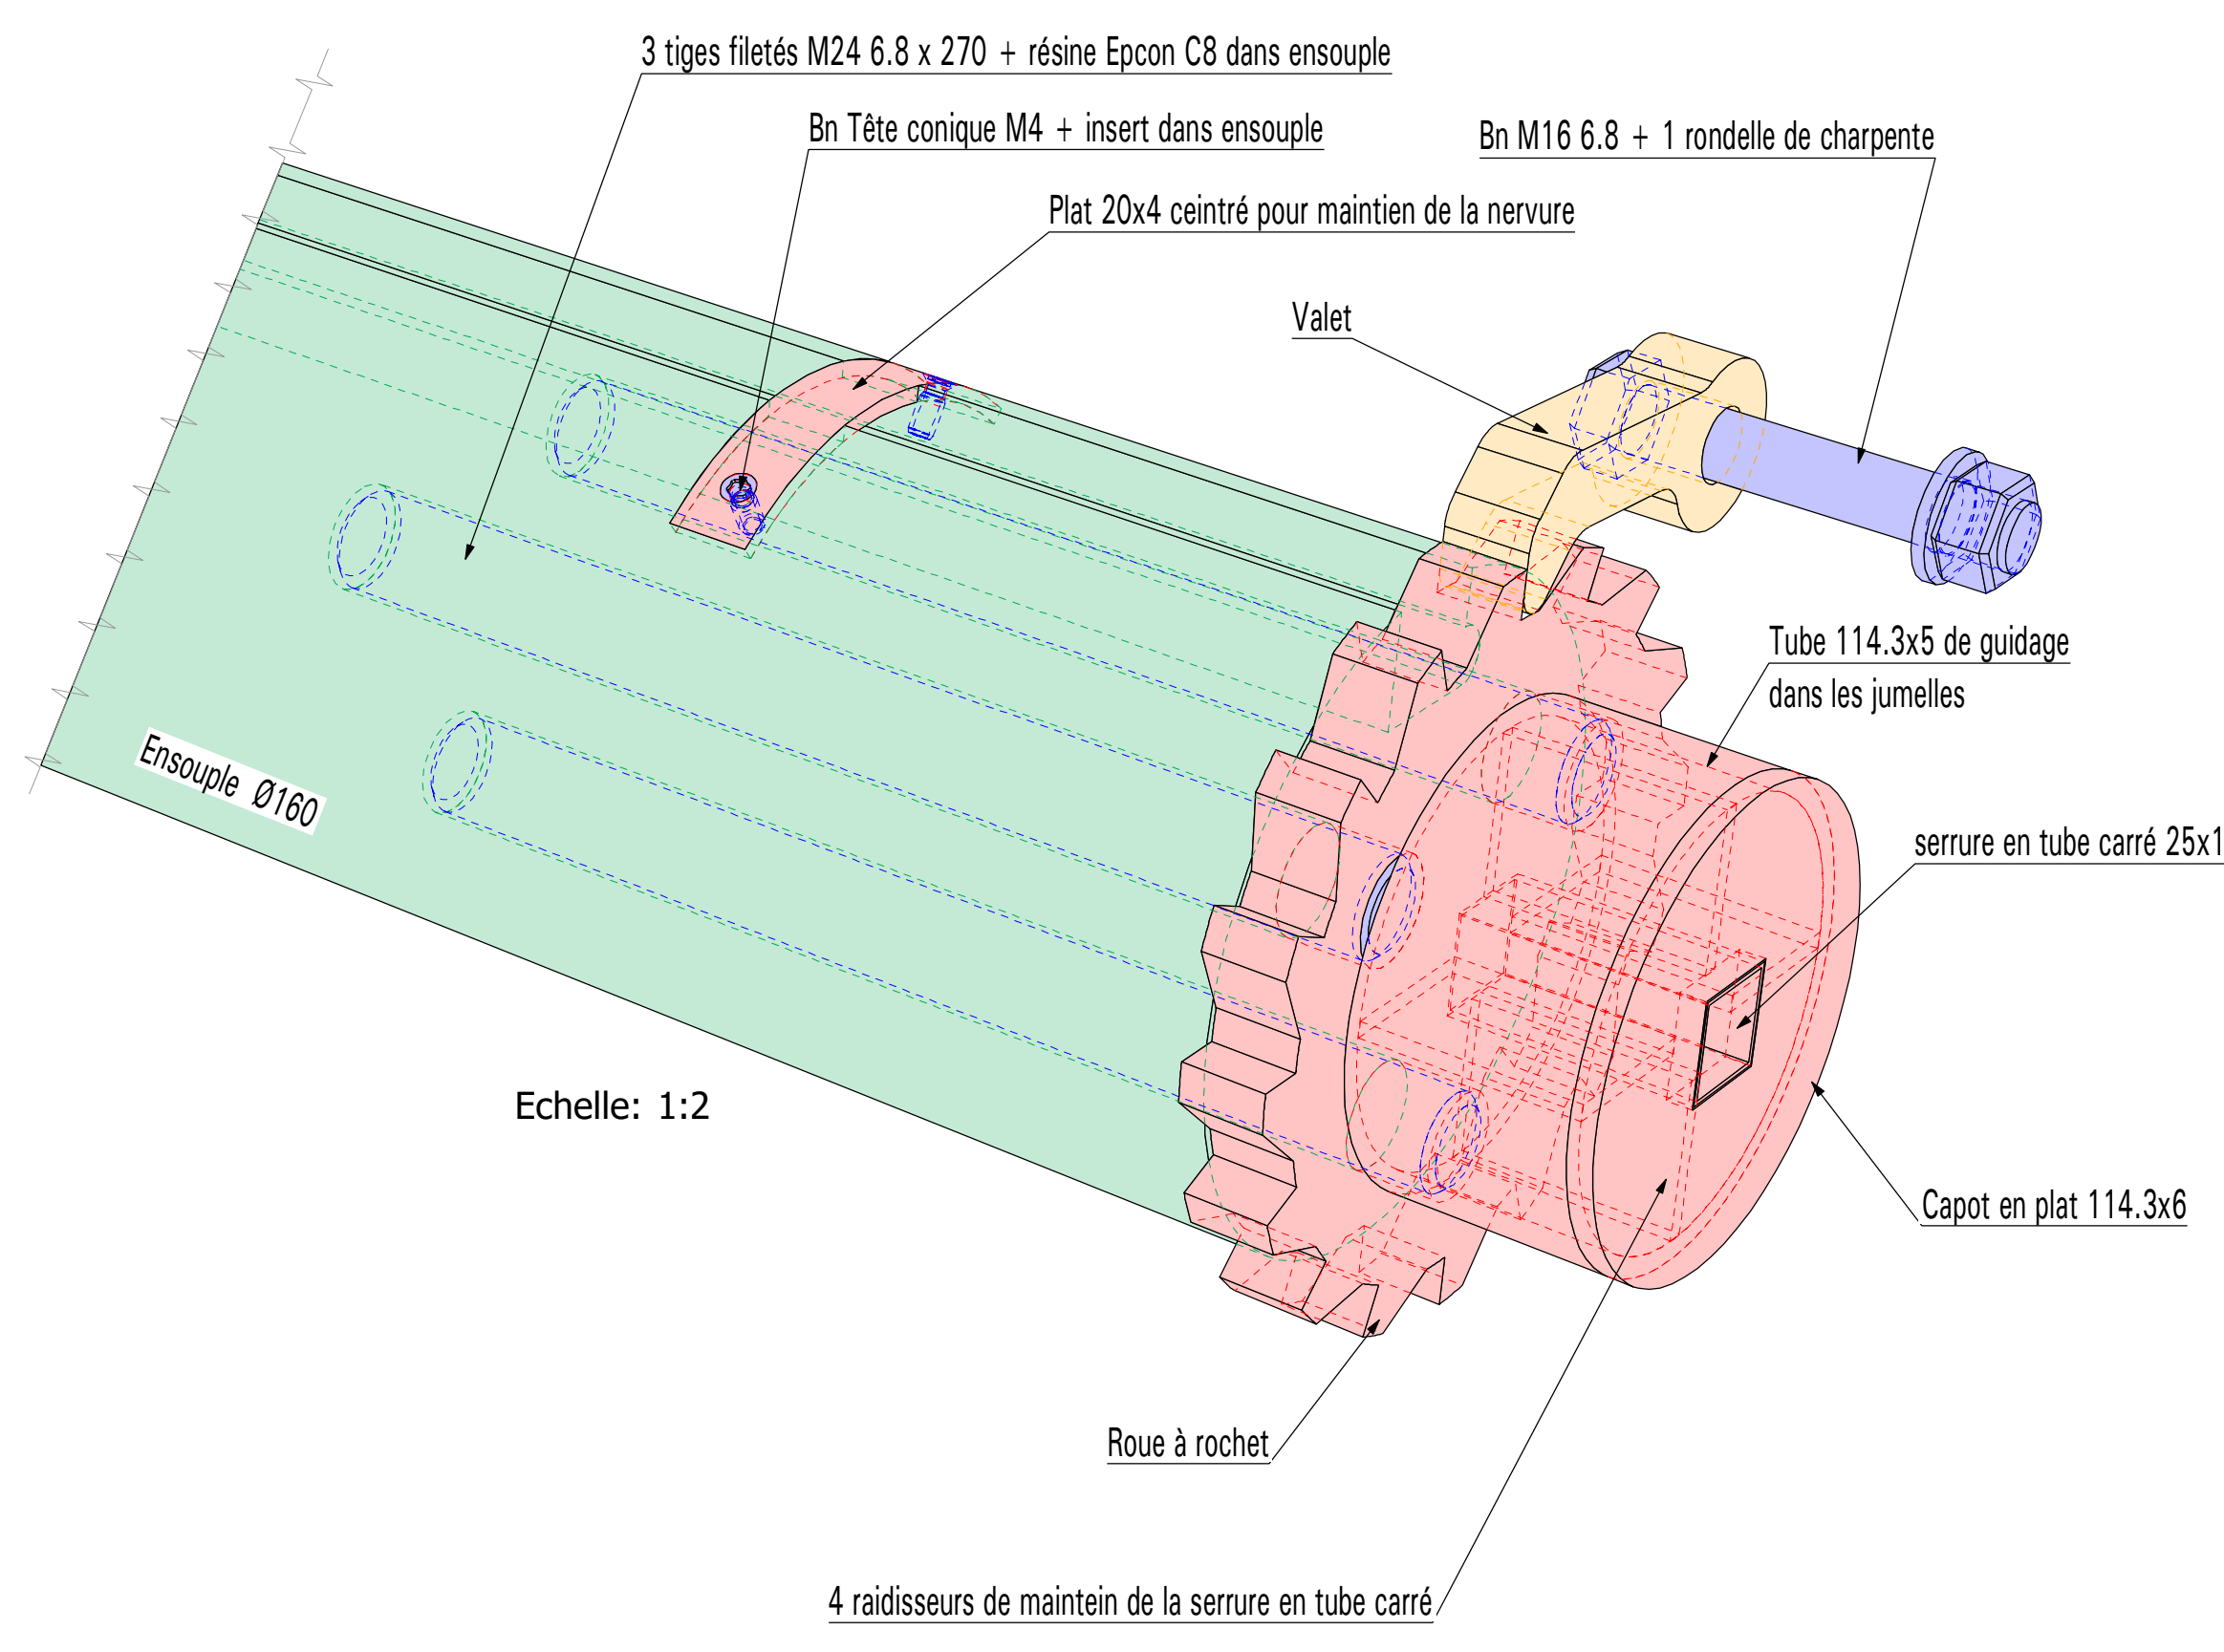 3 tiges filetés M24 6.8 x 270 + résine Epcon C8 dans ensouple
Bn Tête conique M4 + insert dans ensouple
Bn M16 6.8 + 1 rondelle de charpente
Plat 20x4 ceintré pour maintien de la nervure
Valet
Tube 114.3x5 de guidage
dans les jumelles
Ensouple Ø160
serrure en tube carré 25x1
Echelle: 1:2
Capot en plat 114.3x6
Roue à rochet
4 raidisseurs de maintein de la serrure en tube carré